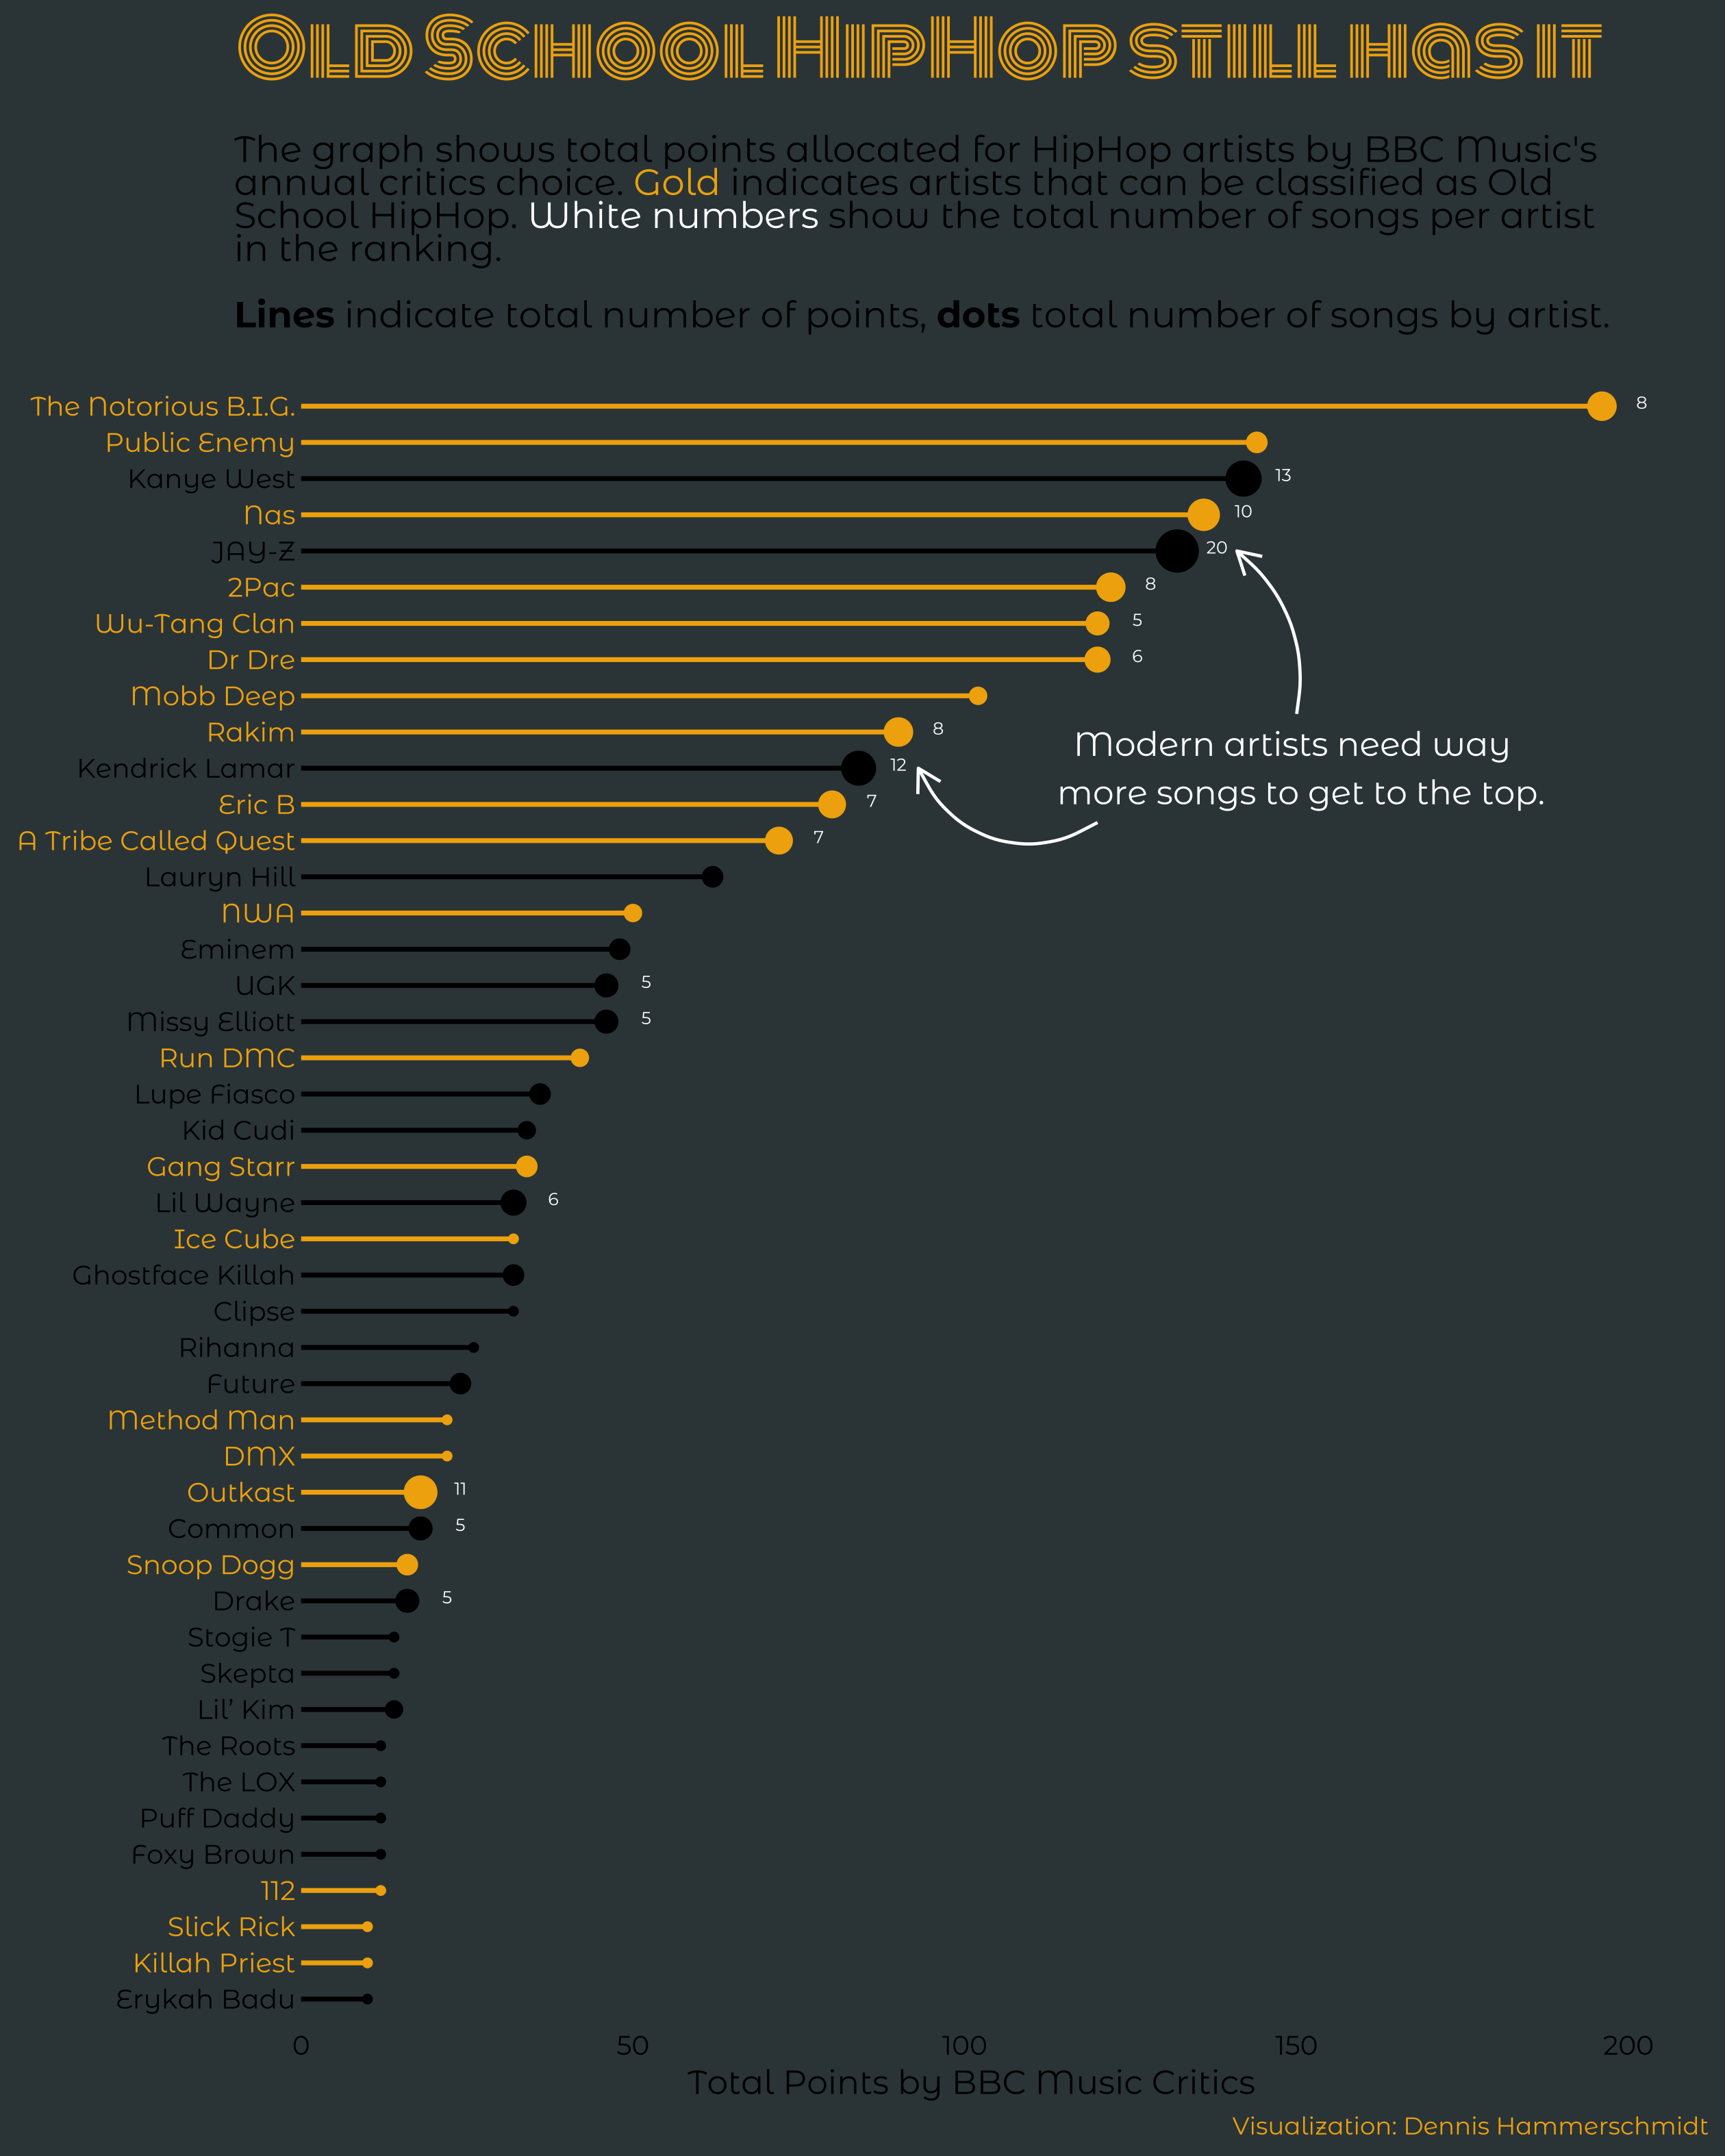 Old School HipHop still has it
The graph shows total points allocated for HipHop artists by BBC Music's
annual critics choice. Gold indicates artists that can be classified as Old
School HipHop. White numbers show the total number of songs per artist
in the ranking.
Lines indicate total number of points, dots total number of songs by artist.
The Notorious B.I.G. 8
Public Enemy
Kanye West 13
Nas 10
JAY-Z 20
2Pac 8
Wu-Tang Clan 5
Dr Dre 6
Mobb Deep
Rakim 8
Modern artists need way
more songs to get to the top.
Kendrick Lamar 12
Eric B 7
A Tribe Called Quest 7
Lauryn Hill
NWA
Eminem
UGK 5
Missy Elliott 5
Run DMC
Lupe Fiasco
Kid Cudi
Gang Starr
Lil Wayne 6
Ice Cube
Ghostface Killah
Clipse
Rihanna
Future
Method Man
DMX
Outkast 11
Common 5
Snoop Dogg
Drake 5
Stogie T
Skepta
Lil’ Kim
The Roots
The LOX
Puff Daddy
Foxy Brown
112
Slick Rick
Killah Priest
Erykah Badu
0 50 100 150 200
Total Points by BBC Music Critics
Visualization: Dennis Hammerschmidt